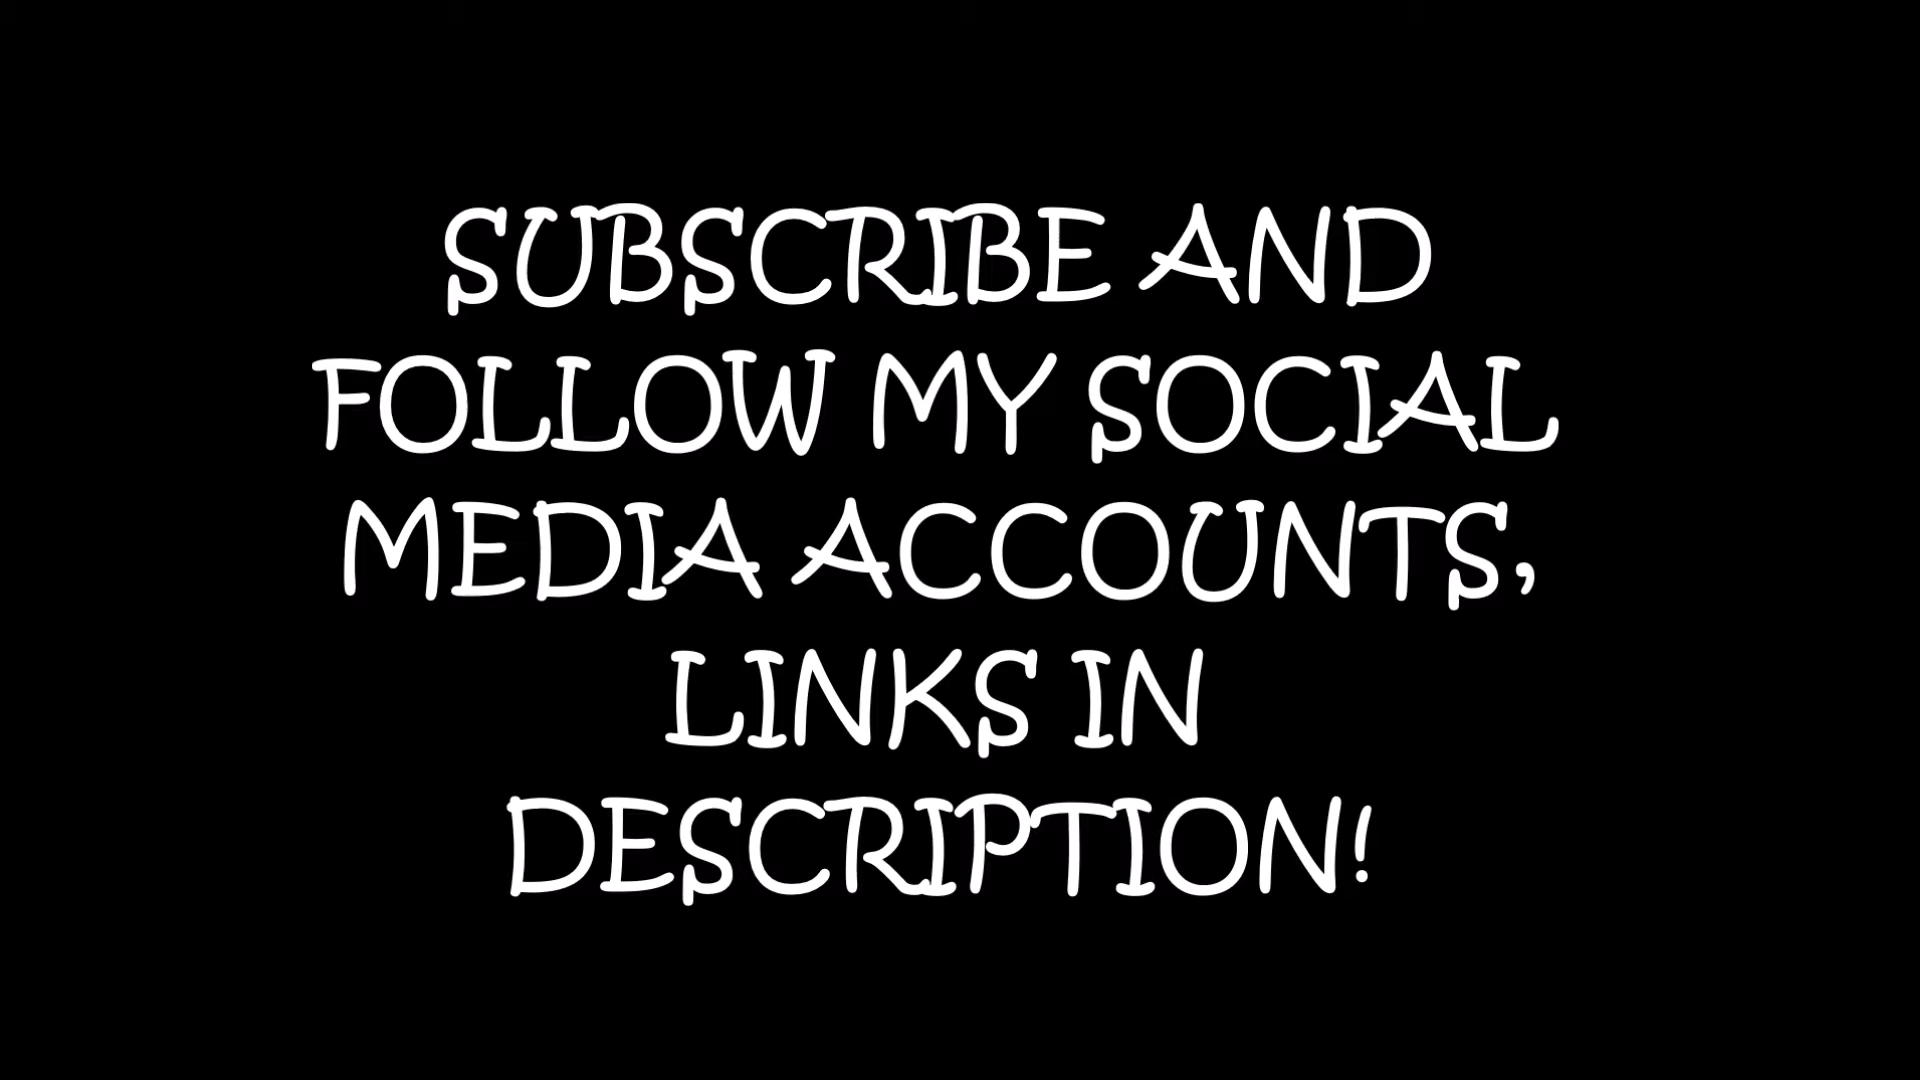 SUBSCRIBE AND
FOLLOW MY SOCIAL
MEDIA ACCOUNTS,
LINKS IN
DESCRIPTION!